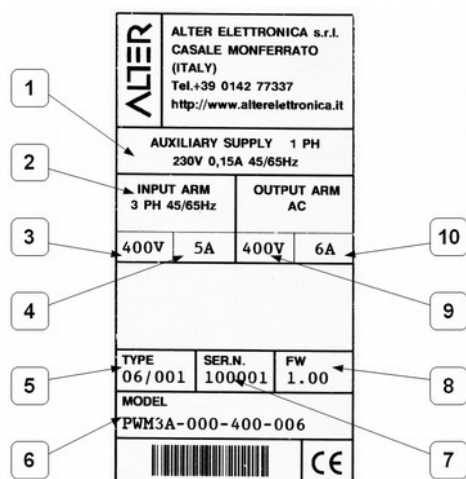 ALTER
ALTER ELETTRONICA s.r.l.
CASALE MONFERRATO
(ITALY)
Tel.+39 0142 77337
http://www.alterelettronica.it
1
AUXILIARY SUPPLY 1 PH
230V 0,15A 45/65Hz
2
INPUT ARM
3 PH 45/65Hz
OUTPUT ARM
AC
3
400V
5A
400V
6A
10
4
9
5
TYPE
06/001
SER.N.
100001
FW
1.00
8
MODEL
PWM3A-000-400-006
6
7
CE